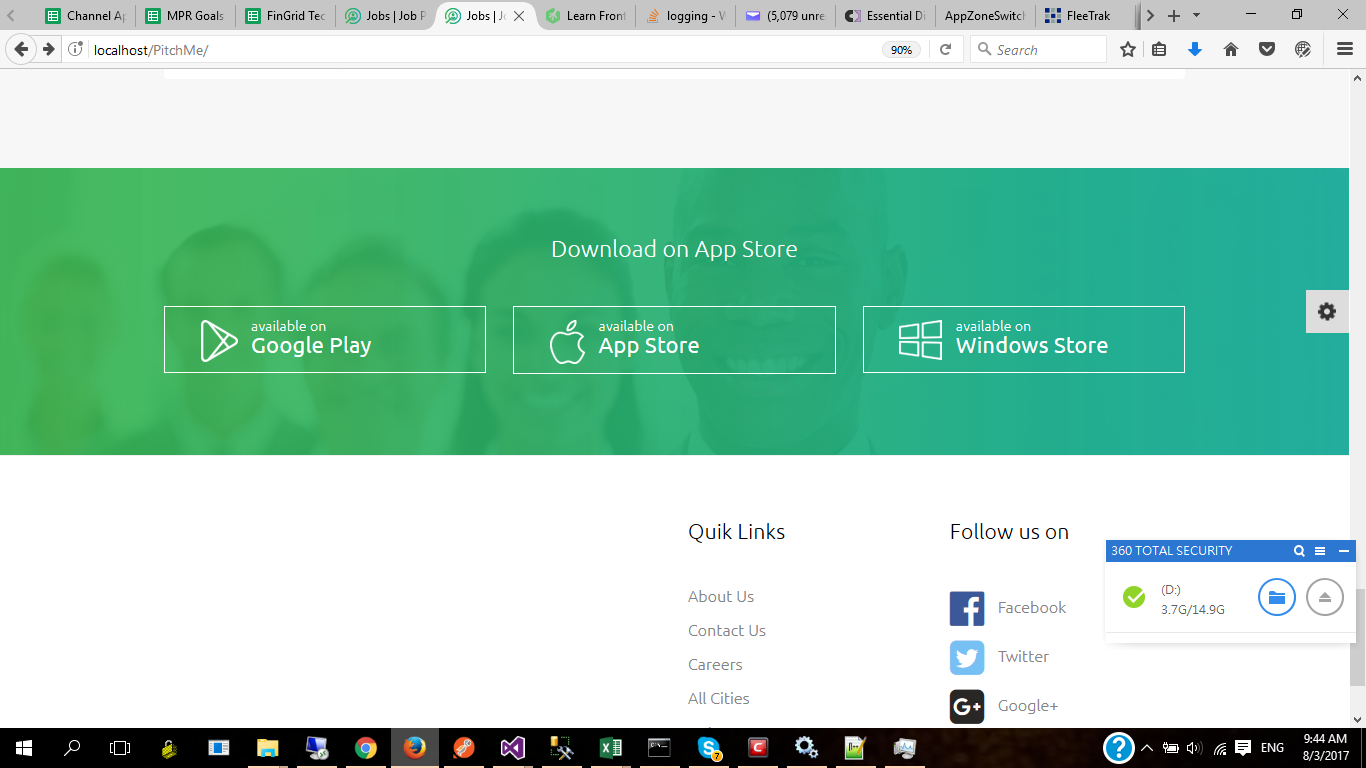 Channel Ap
MPR Goals
FinGrid Tec
Jobs | Job P
Jobs | Jo
Learn Front
logging - W
(5,079 unre
Essential Di
AppZoneSwitch
FleeTrak
localhost/PitchMe/
90%
Search
Download on App Store
available on
Google Play
available on
App Store
available on
Windows Store
Quik Links
Follow us on
About Us
Contact Us
Careers
All Cities
Facebook
Twitter
Google+
360 TOTAL SECURITY
(D:)
3.7G/14.9G
7
ENG
9:44 AM
8/3/2017